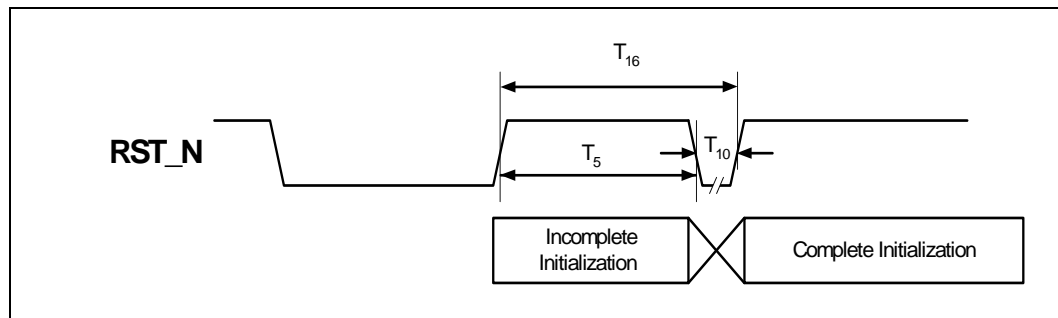 T16
RST_N
T5
T10
Incomplete
Initialization
Complete Initialization